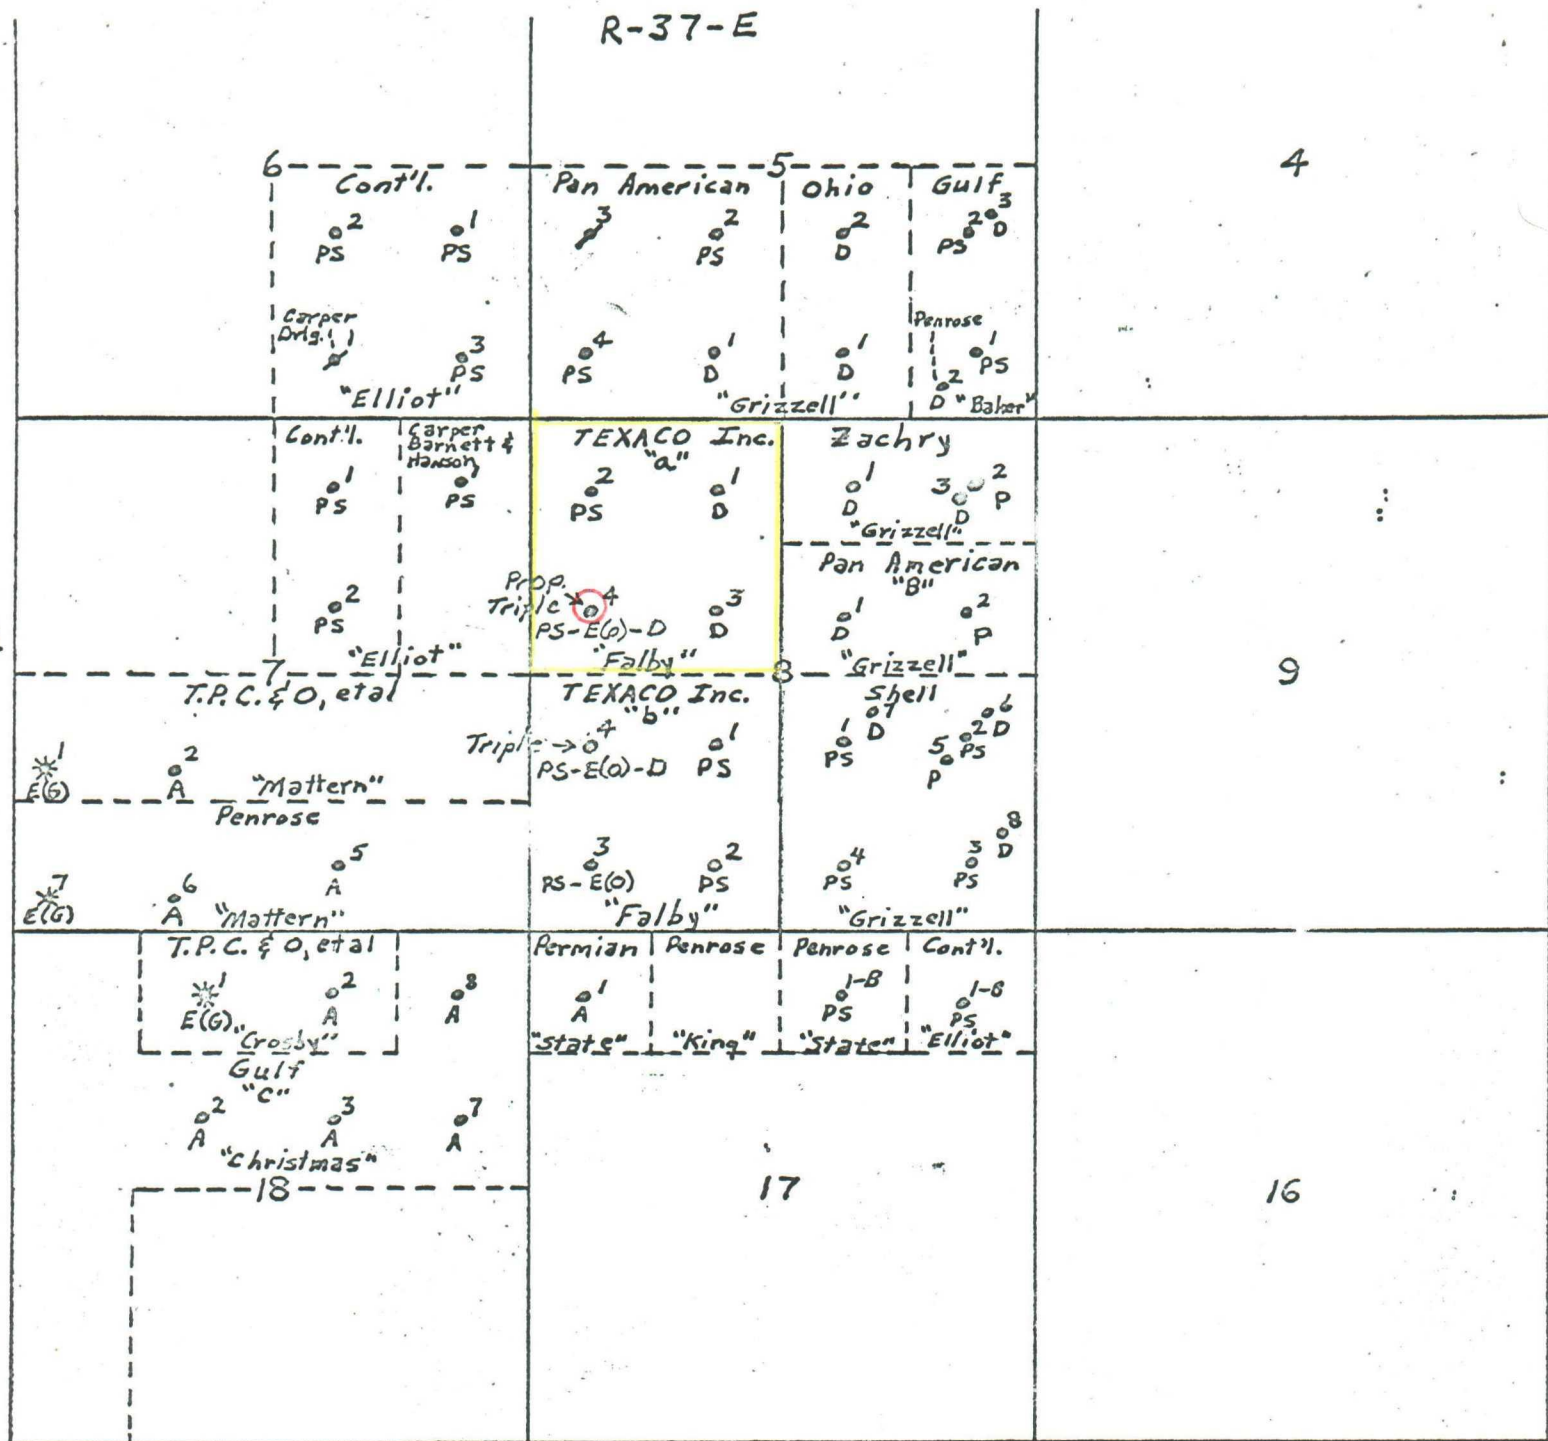 R-37-E
6
5
4
Cont'l.
2
PS
1
PS
Carper
Drlg.
1
3
PS
"Elliot"
Pan American
3
2
PS
4
PS
1
D
Ohio
2
D
1
D
"Grizzell"
Gulf
2
PS
3
D
Penrose
1
PS
2
D
"Baker"
Cont'l.
1
PS
2
PS
Carper
Barnett &
Hanson
1
PS
"Elliot"
7
TEXACO Inc.
"a"
2
PS
1
D
Prop.
Triple
4
PS-E(o)-D
3
D
"Falby"
8
Zachry
1
D
3
D
2
P
"Grizzell"
Pan American
"B"
1
D
2
P
"Grizzell"
9
T.P.C. & O, etal
1
E(G)
2
A
"Mattern"
Penrose
5
A
7
E(G)
6
A
"Mattern"
TEXACO Inc.
"b"
Triple
4
PS-E(O)-D
1
PS
3
PS-E(O)
2
PS
"Falby"
Shell
1
PS
7
D
6
D
2
PS
5
P
8
D
4
PS
3
PS
"Grizzell"
T.P.C. & O, etal
1
E(G)
2
A
"Crosby"
8
A
Gulf
"C"
2
A
3
A
7
A
"Christmas"
18
Permian
1
A
"State"
Penrose
"King"
Penrose
1-B
PS
"State"
Cont'l.
1-B
PS
"Elliot"
17
16